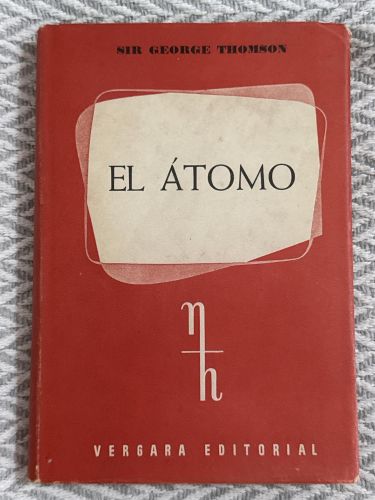 SIR GEORGE THOMSON
EL ÁTOMO
η
h
VERGARA EDITORIAL